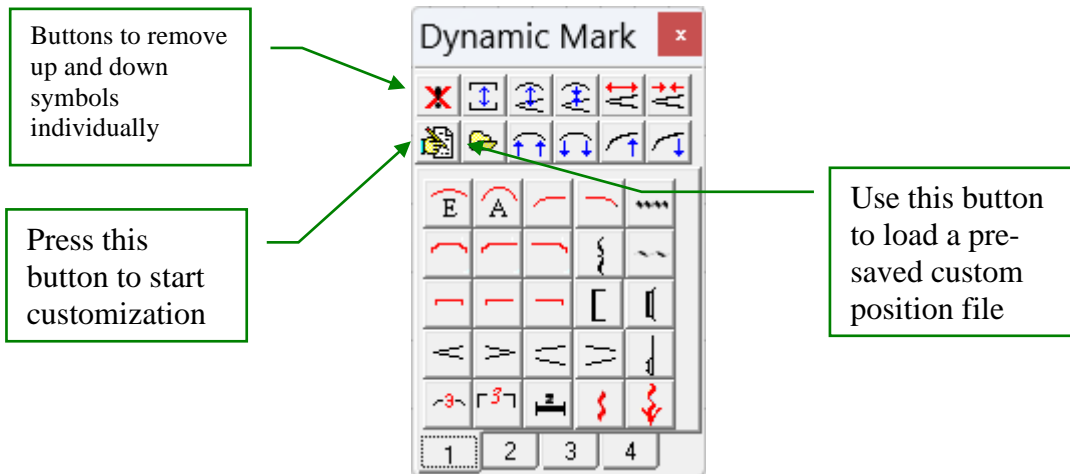 Buttons to remove
up and down
symbols
individually
Dynamic Mark
x
Press this
button to start
customization
E A
3 3 2
1 2 3 4
Use this button
to load a pre-
saved custom
position file